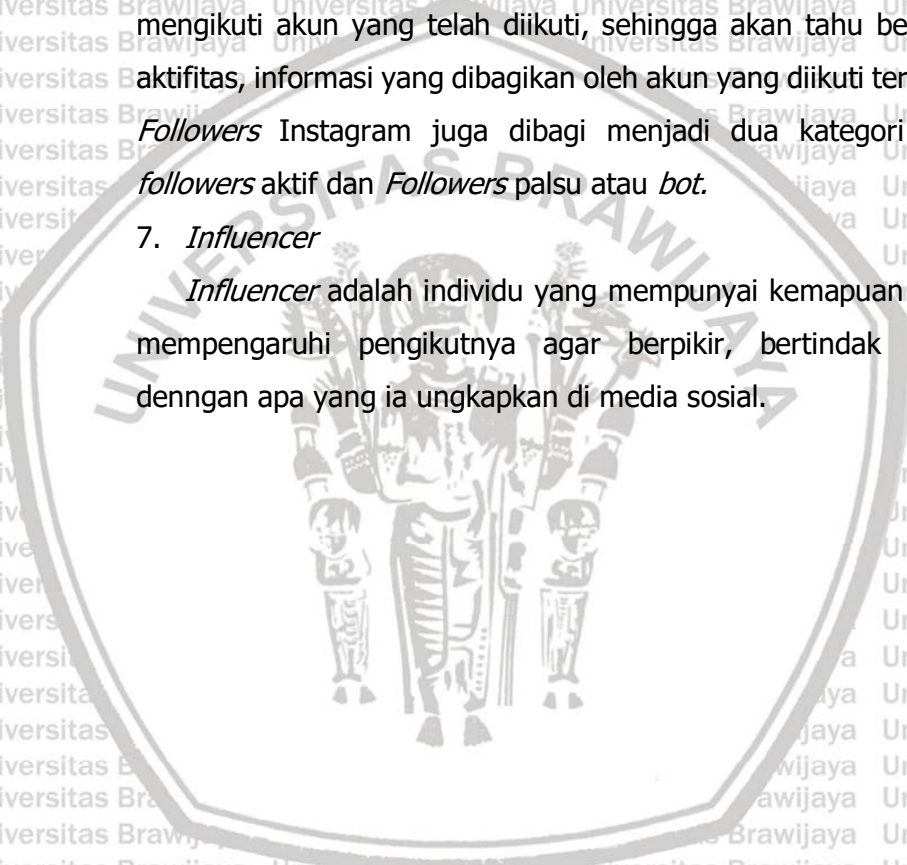 mengikuti akun yang telah diikuti, sehingga akan tahu be
aktifitas, informasi yang dibagikan oleh akun yang diikuti ter
Followers Instagram juga dibagi menjadi dua kategori
followers aktif dan Followers palsu atau bot.
7. Influencer
Influencer adalah individu yang mempunyai kemapuan
mempengaruhi pengikutnya agar berpikir, bertindak
denngan apa yang ia ungkapkan di media sosial.
UNIVERSITAS BRAWIJAYA